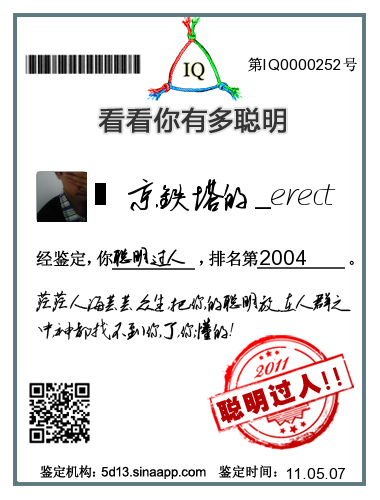 IQ
第IQ0000252号
看看你有多聪明
京铁塔的_erect
经鉴定，你聪明过人，排名第2004。
茫茫人海芸芸众生，把你的聪明放在人群之
中神都找不到你了，你懂的！
2011
聪明过人!!
鉴定机构：5d13.sinaapp.com 鉴定时间：11.05.07